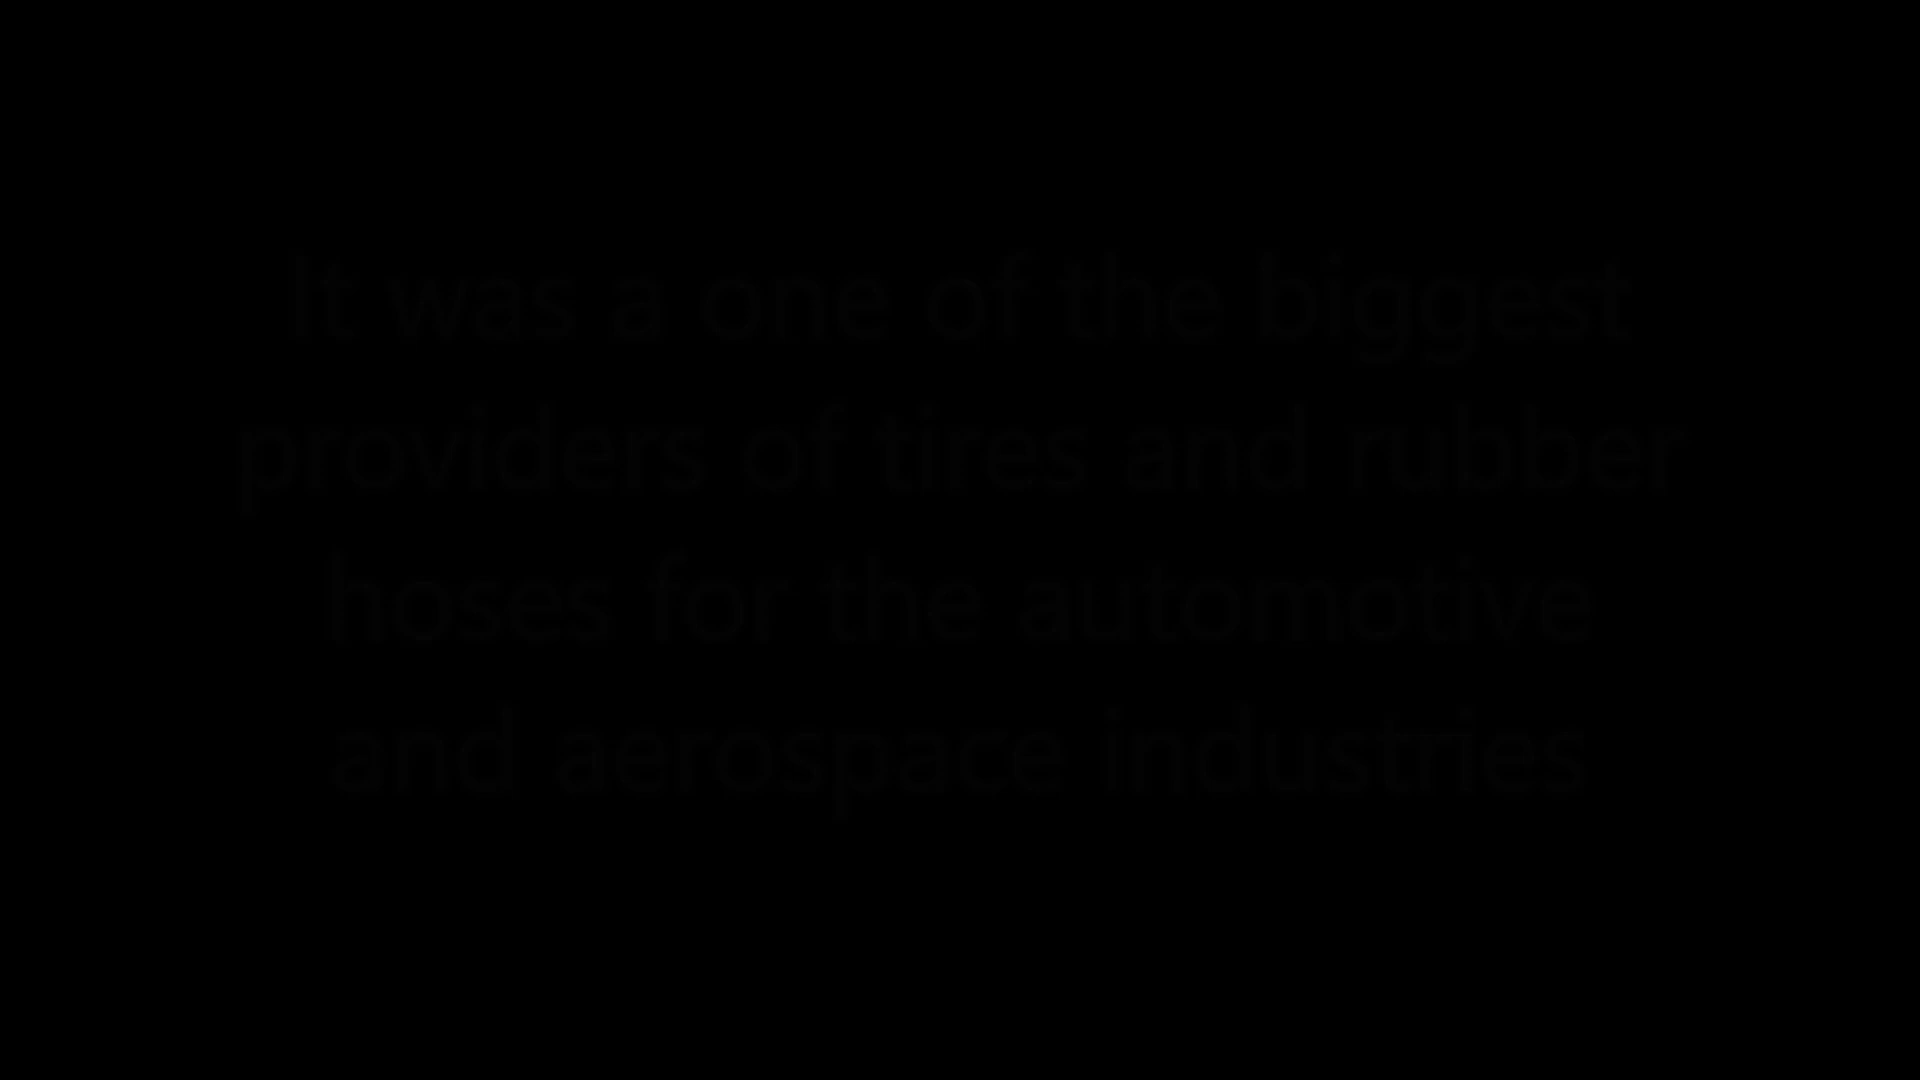 It was a one of the biggest
providers of tires and rubber
hoses for the automotive
and aerospace industries